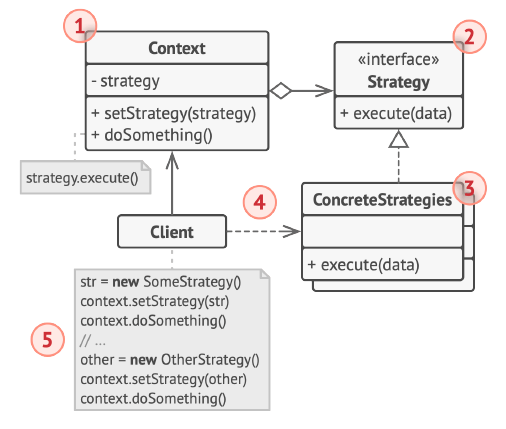 1
Context
- strategy
+ setStrategy(strategy)
+ doSomething()
2
«interface»
Strategy
+ execute(data)
strategy.execute()
3
ConcreteStrategies
+ execute(data)
4
Client
5
str = new SomeStrategy()
context.setStrategy(str)
context.doSomething()
// ...
other = new OtherStrategy()
context.setStrategy(other)
context.doSomething()